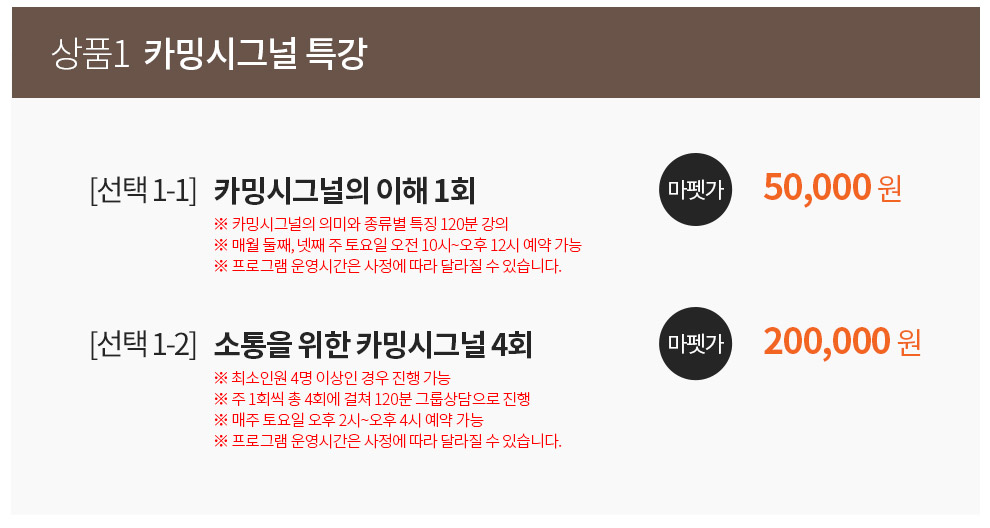 상품1 카밍시그널 특강
[선택 1-1] 카밍시그널의 이해 1회 마펫가 50,000 원
※ 카밍시그널의 의미와 종류별 특징 120분 강의
※ 매월 둘째, 넷째 주 토요일 오전 10시~오후 12시 예약 가능
※ 프로그램 운영시간은 사정에 따라 달라질 수 있습니다.
[선택 1-2] 소통을 위한 카밍시그널 4회 마펫가 200,000 원
※ 최소인원 4명 이상인 경우 진행 가능
※ 주 1회씩 총 4회에 걸쳐 120분 그룹상담으로 진행
※ 매주 토요일 오후 2시~오후 4시 예약 가능
※ 프로그램 운영시간은 사정에 따라 달라질 수 있습니다.